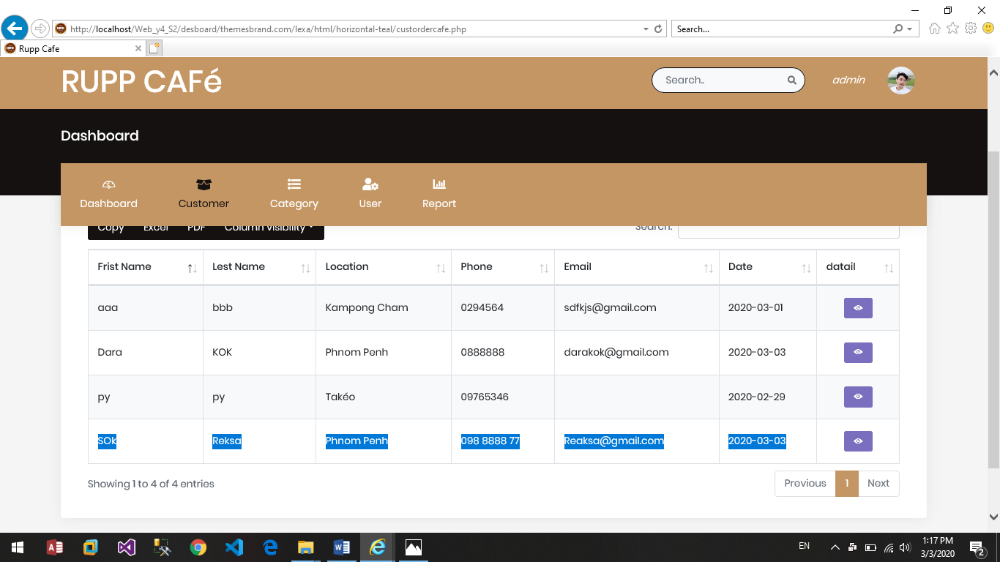 http://localhost/Web_y4_S2/desboard/themesbrand.com/lexa/html/horizontal-teal/custordercafe.php
Search...
Rupp Cafe
RUPP CAFé
Search..
admin
Dashboard
Dashboard Customer Category User Report
Copy Excel PDF Column visibility
Search:
Frist Name Lest Name Location Phone Email Date datail
aaa bbb Kampong Cham 0294564 sdfkjs@gmail.com 2020-03-01
Dara KOK Phnom Penh 0888888 darakok@gmail.com 2020-03-03
py py Takéo 09765346 2020-02-29
SOk Reksa Phnom Penh 098 8888 77 Reaksa@gmail.com 2020-03-03
Showing 1 to 4 of 4 entries
Previous 1 Next
EN
1:17 PM
3/3/2020
2